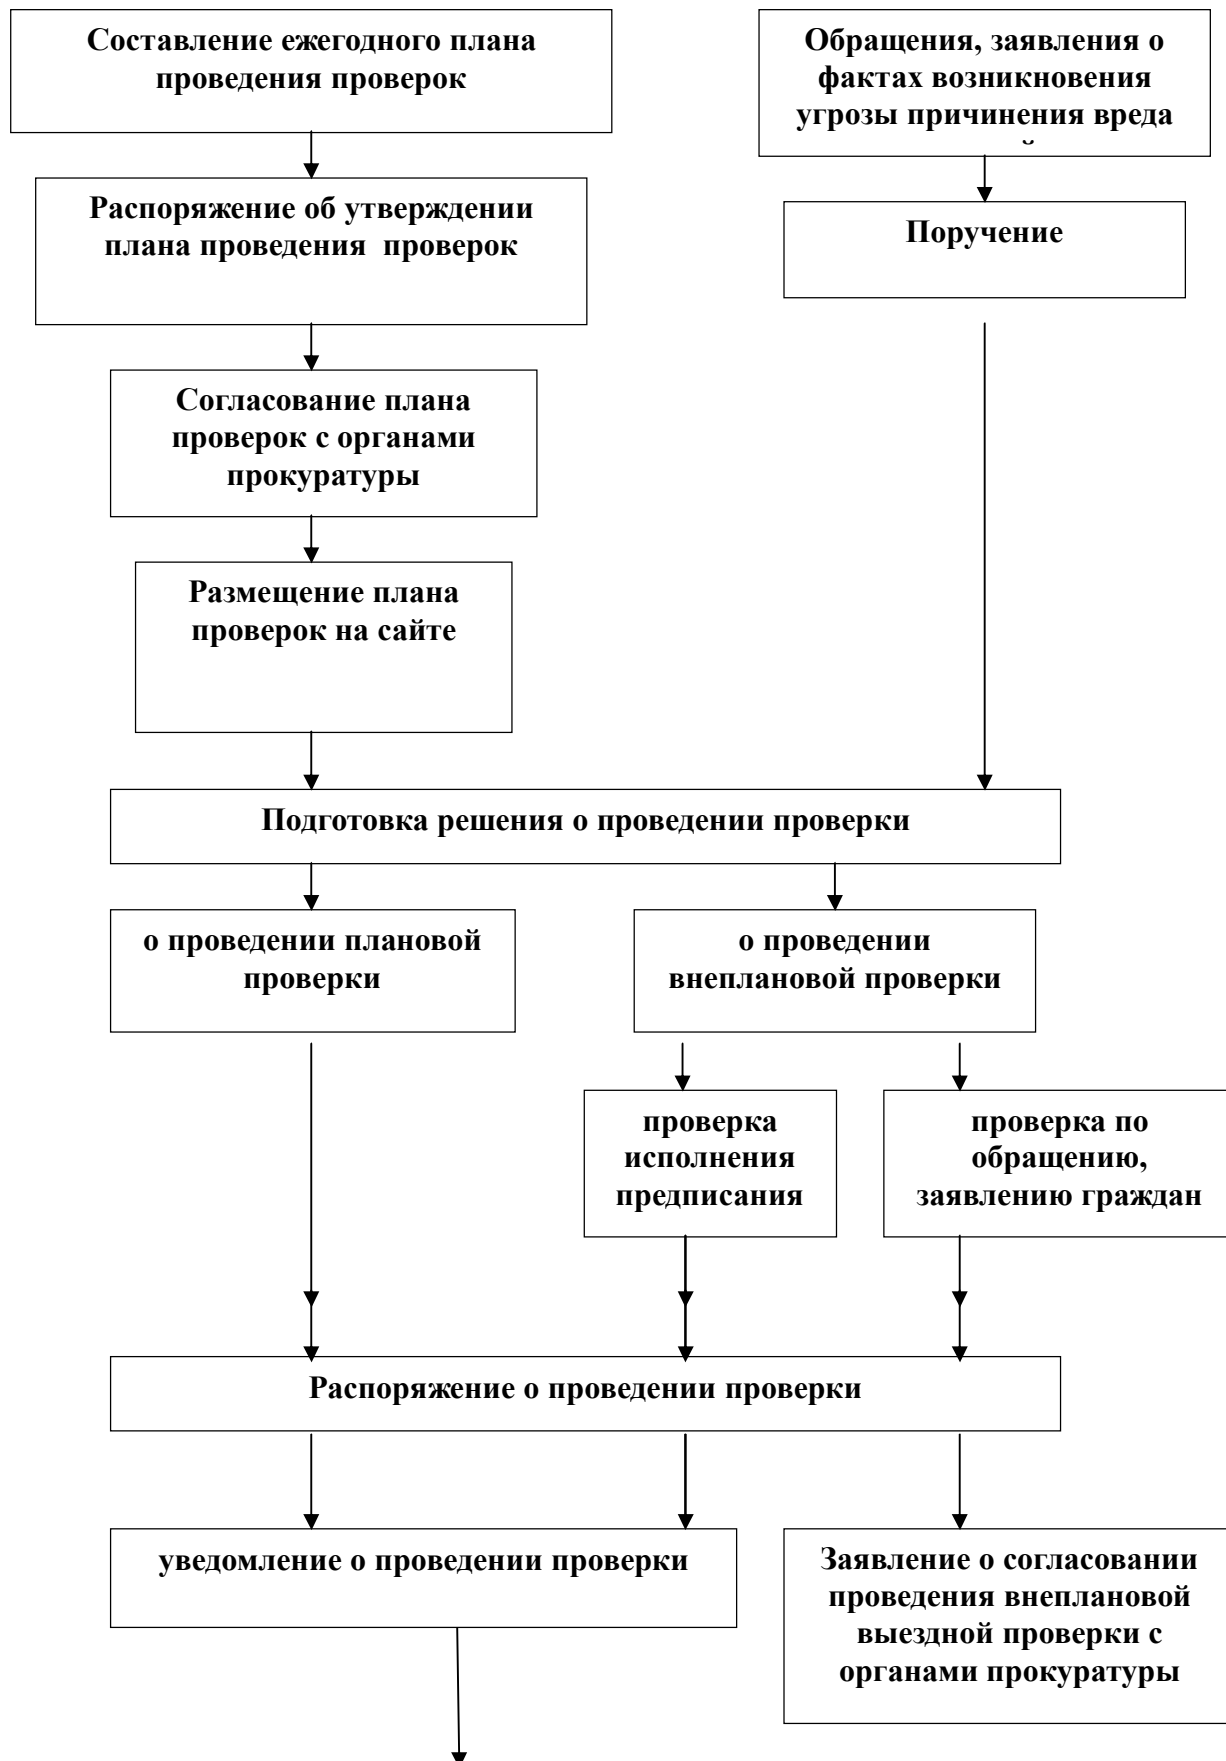 Составление ежегодного плана
проведения проверок
Обращения, заявления о
фактах возникновения
угрозы причинения вреда
Распоряжение об утверждении
плана проведения проверок
Поручение
Согласование плана
проверок с органами
прокуратуры
Размещение плана
проверок на сайте
Подготовка решения о проведении проверки
о проведении плановой
проверки
о проведении
внеплановой проверки
проверка
исполнения
предписания
проверка по
обращению,
заявлению граждан
Распоряжение о проведении проверки
уведомление о проведении проверки
Заявление о согласовании
проведения внеплановой
выездной проверки с
органами прокуратуры